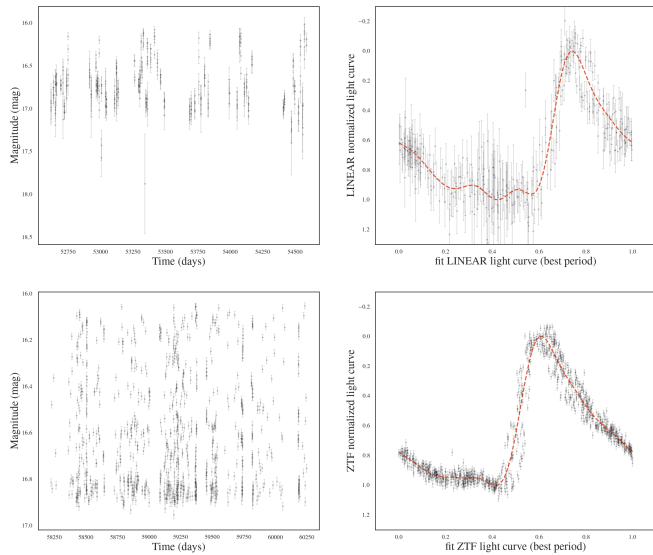 16.0
16.5
17.0
17.5
18.0
18.5
Magnitude (mag)
52750 53000 53250 53500 53750 54000 54250 54500
Time (days)
−0.2
0.0
0.2
0.4
0.6
0.8
1.0
1.2
LINEAR normalized light curve
0.0 0.2 0.4 0.6 0.8 1.0
fit LINEAR light curve (best period)
16.0
16.2
16.4
16.6
16.8
17.0
Magnitude (mag)
58250 58500 58750 59000 59250 59500 59750 60000 60250
Time (days)
−0.2
0.0
0.2
0.4
0.6
0.8
1.0
1.2
ZTF normalized light curve
0.0 0.2 0.4 0.6 0.8 1.0
fit ZTF light curve (best period)